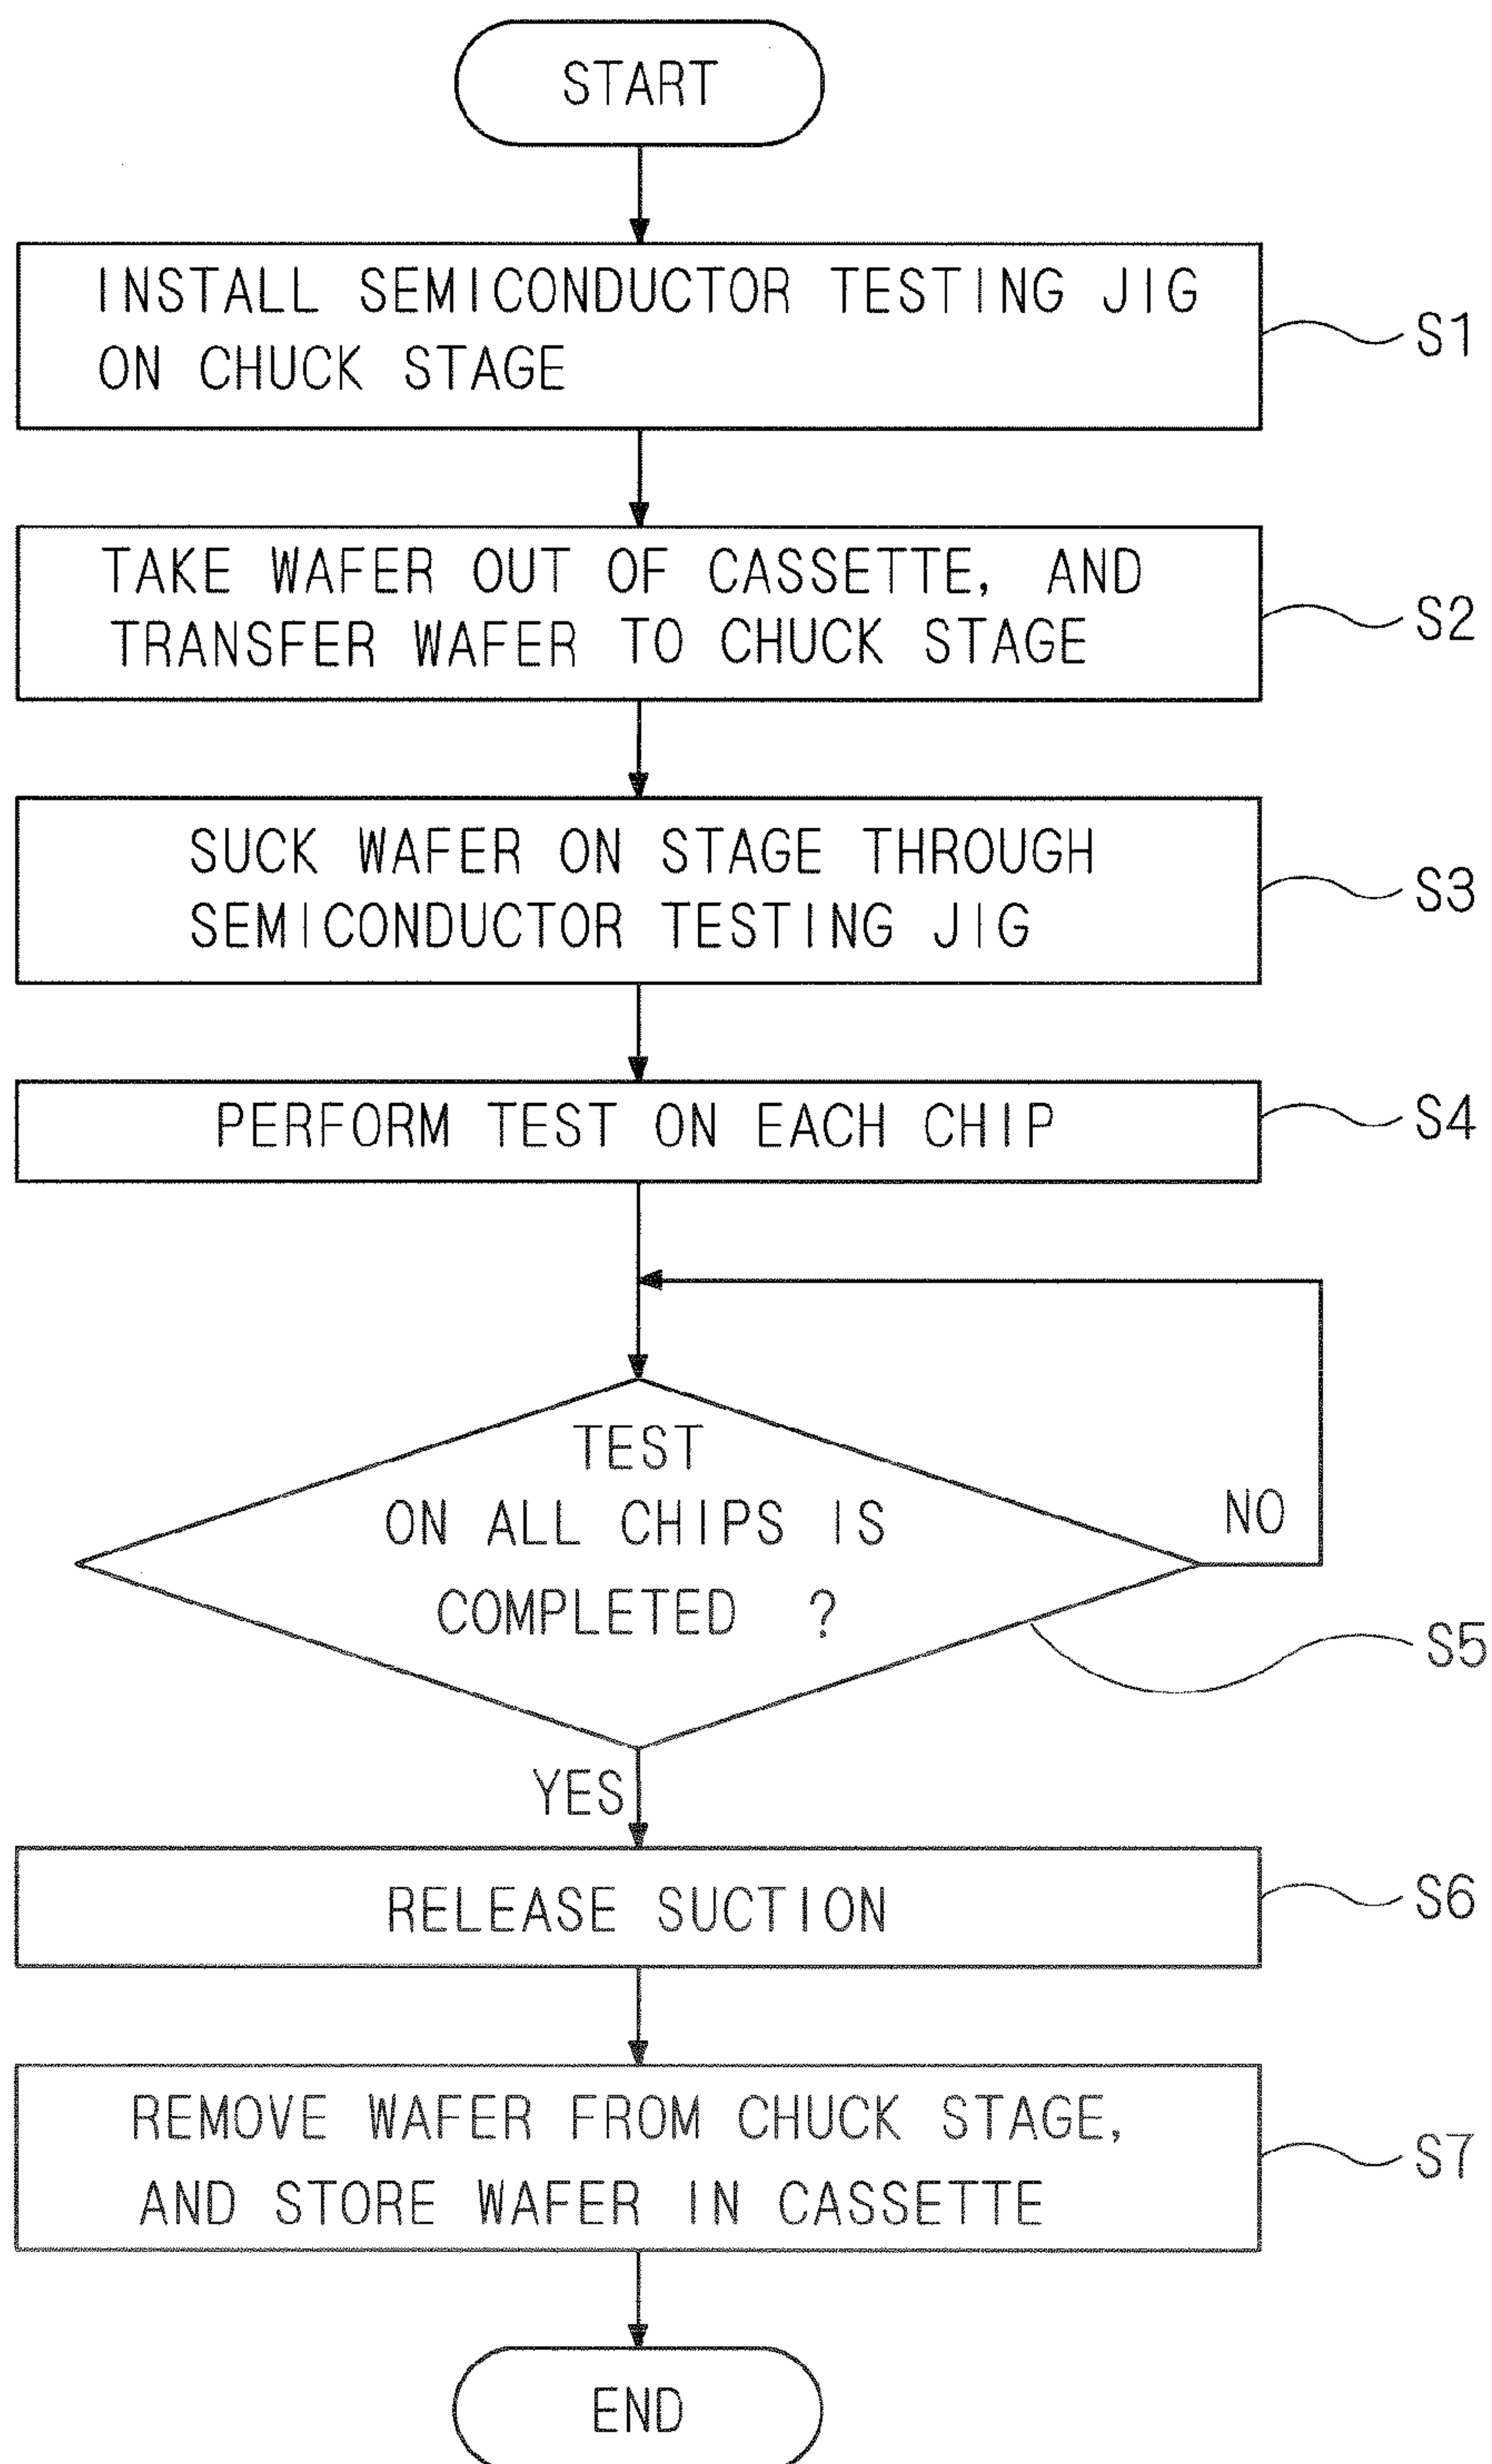 START
INSTALL SEMICONDUCTOR TESTING JIG
ON CHUCK STAGE
S1
TAKE WAFER OUT OF CASSETTE, AND
TRANSFER WAFER TO CHUCK STAGE
S2
SUCK WAFER ON STAGE THROUGH
SEMICONDUCTOR TESTING JIG
S3
PERFORM TEST ON EACH CHIP
S4
TEST
ON ALL CHIPS IS
COMPLETED ?
NO
S5
YES
RELEASE SUCTION
S6
REMOVE WAFER FROM CHUCK STAGE,
AND STORE WAFER IN CASSETTE
S7
END